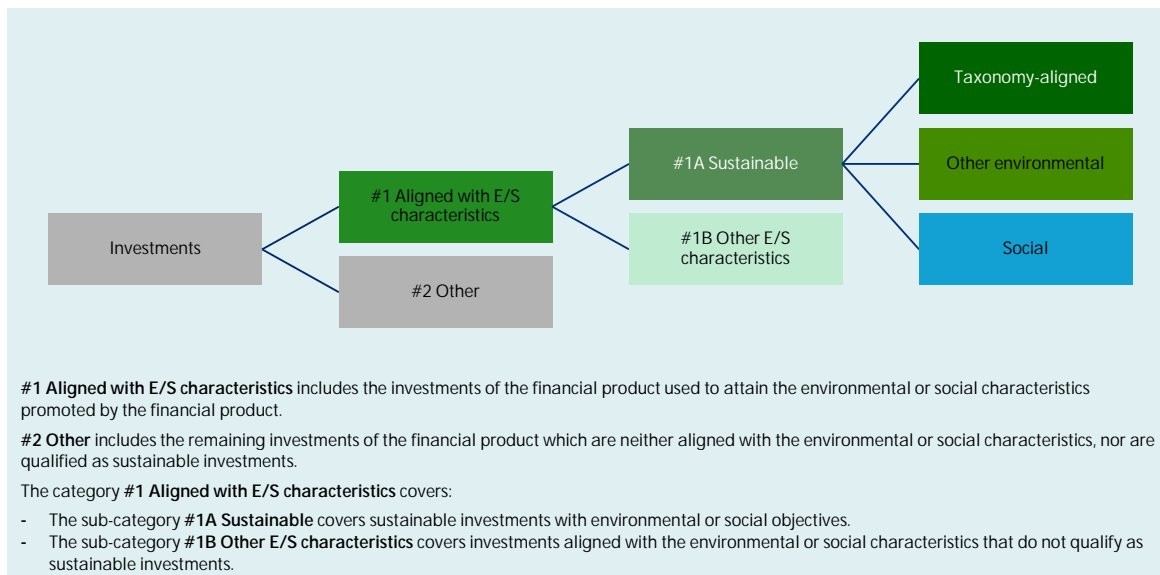 Taxonomy-aligned
#1A Sustainable
Other environmental
#1 Aligned with E/S
characteristics
Investments
#1B Other E/S
characteristics
Social
#2 Other
#1 Aligned with E/S characteristics includes the investments of the financial product used to attain the environmental or social characteristics
promoted by the financial product.
#2 Other includes the remaining investments of the financial product which are neither aligned with the environmental or social characteristics, nor are
qualified as sustainable investments.
The category #1 Aligned with E/S characteristics covers:
- The sub-category #1A Sustainable covers sustainable investments with environmental or social objectives.
- The sub-category #1B Other E/S characteristics covers investments aligned with the environmental or social characteristics that do not qualify as
sustainable investments.